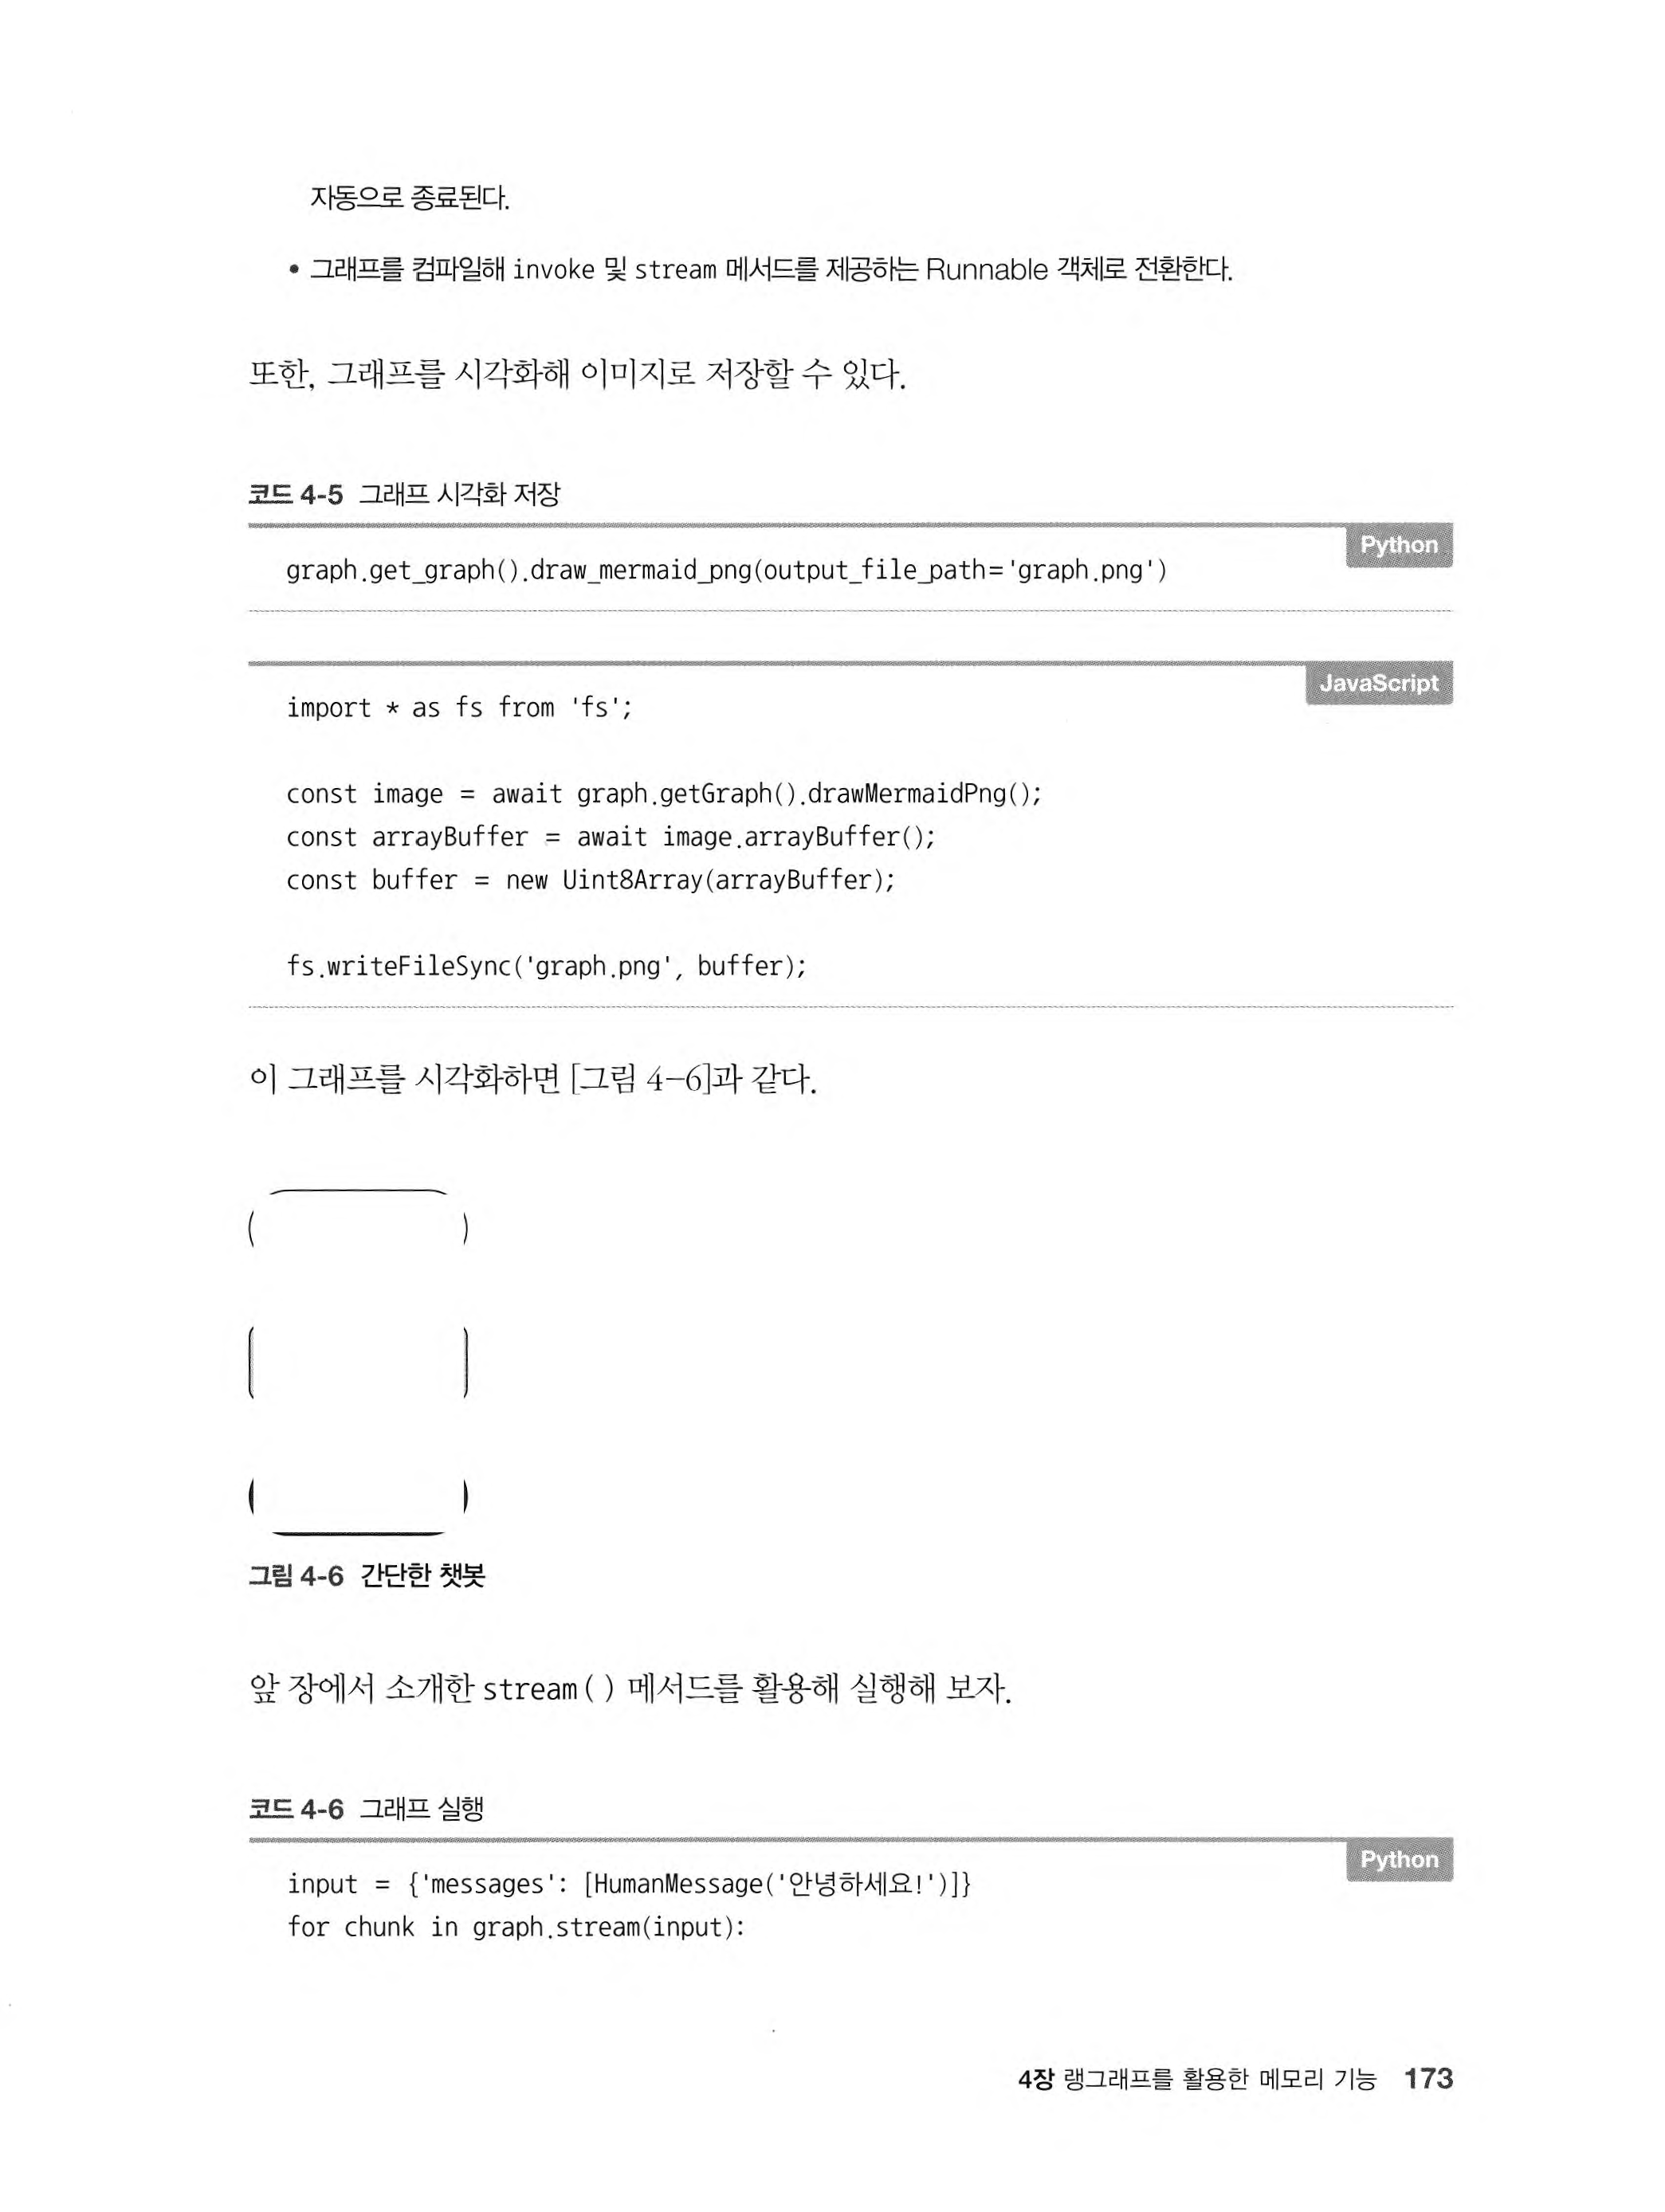 자동으로 종료된다.
• 그래프를 컴파일해 invoke 및 stream 메서드를 제공하는 Runnable 객체로 전환한다.
또한, 그래프를 시각화해 이미지로 저장할 수 있다.
코드 4-5 그래프 시각화 저장
Python
graph.get_graph().draw_mermaid_png(output_file_path='graph.png')
JavaScript
import * as fs from 'fs';
const image = await graph.getGraph().drawMermaidPng();
const arrayBuffer = await image.arrayBuffer();
const buffer = new Uint8Array(arrayBuffer);
fs.writeFileSync('graph.png', buffer);
이 그래프를 시각화하면 [그림 4-6]과 같다.
그림 4-6 간단한 챗봇
앞 장에서 소개한 stream() 메서드를 활용해 실행해 보자.
코드 4-6 그래프 실행
Python
input = {'messages': [HumanMessage('안녕하세요!')]}
for chunk in graph.stream(input):
4장 랭그래프를 활용한 메모리 기능 173